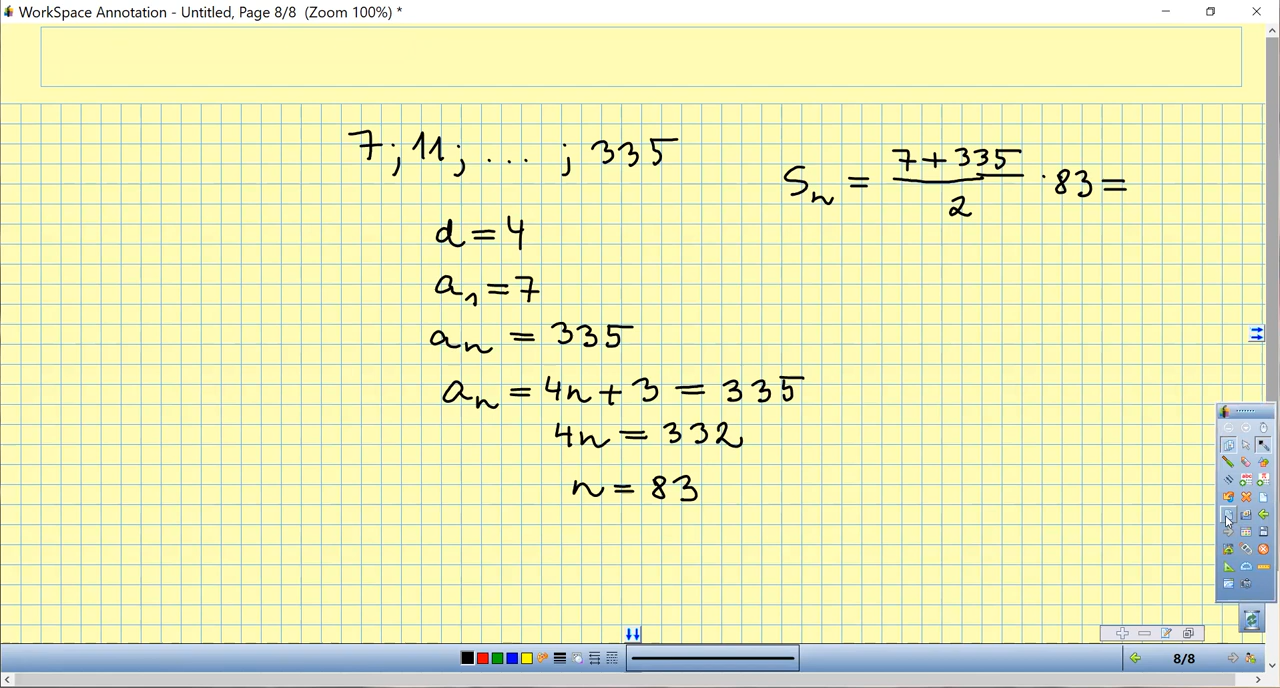 WorkSpace Annotation - Untitled, Page 8/8 (Zoom 100%) *
7 ; 11 ; ... ; 335
d = 4
a₁ = 7
aₙ = 335
aₙ = 4n + 3 = 335
4n = 332
n = 83
Sₙ = (7 + 335)/2 · 83 =
8/8